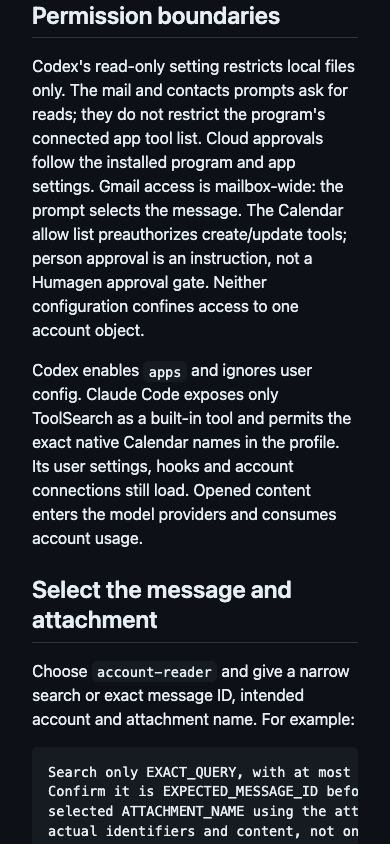 Permission boundaries
Codex's read-only setting restricts local files
only. The mail and contacts prompts ask for
reads; they do not restrict the program's
connected app tool list. Cloud approvals
follow the installed program and app
settings. Gmail access is mailbox-wide: the
prompt selects the message. The Calendar
allow list preauthorizes create/update tools;
person approval is an instruction, not a
Humagen approval gate. Neither
configuration confines access to one
account object.
Codex enables apps and ignores user
config. Claude Code exposes only
ToolSearch as a built-in tool and permits the
exact native Calendar names in the profile.
Its user settings, hooks and account
connections still load. Opened content
enters the model providers and consumes
account usage.
Select the message and
attachment
Choose account-reader and give a narrow
search or exact message ID, intended
account and attachment name. For example:
Search only EXACT_QUERY, with at most
Confirm it is EXPECTED_MESSAGE_ID befo
selected ATTACHMENT_NAME using the att
actual identifiers and content, not on